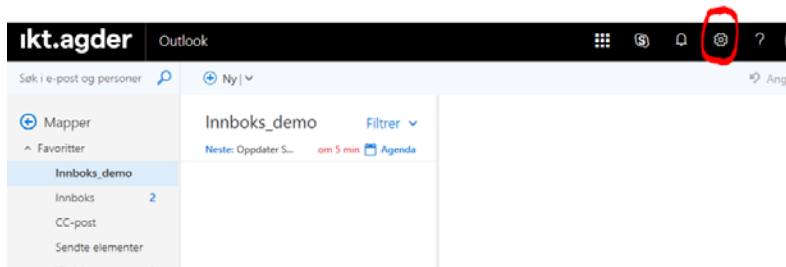 ıkt.agder Outlook
?
Søk i e-post og personer Ny Ang
Mapper
Favoritter
Innboks_demo
Innboks 2
CC-post
Sendte elementer
Innboks_demo Filtrer
Neste: Oppdater S... om 5 min Agenda